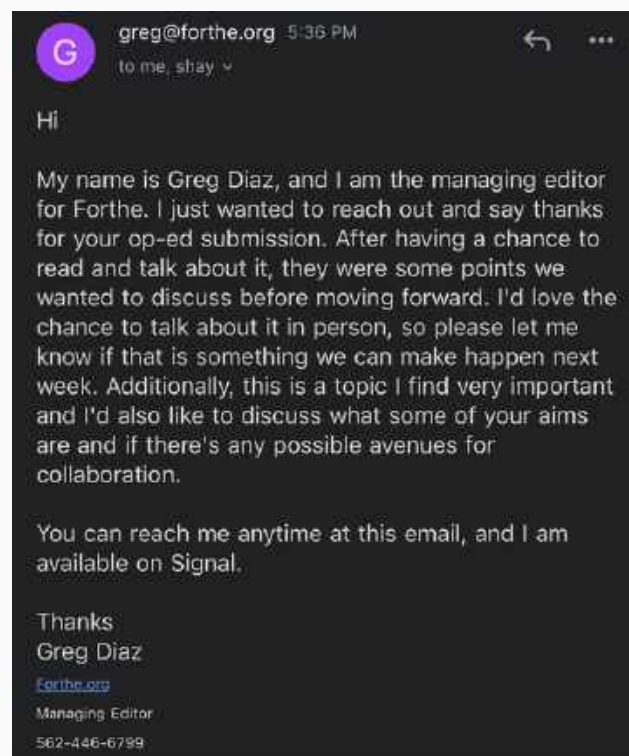 G
greg@forthe.org 5:36 PM
to me, shay
Hi
My name is Greg Diaz, and I am the managing editor
for Forthe. I just wanted to reach out and say thanks
for your op-ed submission. After having a chance to
read and talk about it, they were some points we
wanted to discuss before moving forward. I'd love the
chance to talk about it in person, so please let me
know if that is something we can make happen next
week. Additionally, this is a topic I find very important
and I'd also like to discuss what some of your aims
are and if there's any possible avenues for
collaboration.
You can reach me anytime at this email, and I am
available on Signal.
Thanks
Greg Diaz
Forthe.org
Managing Editor
562-446-6799